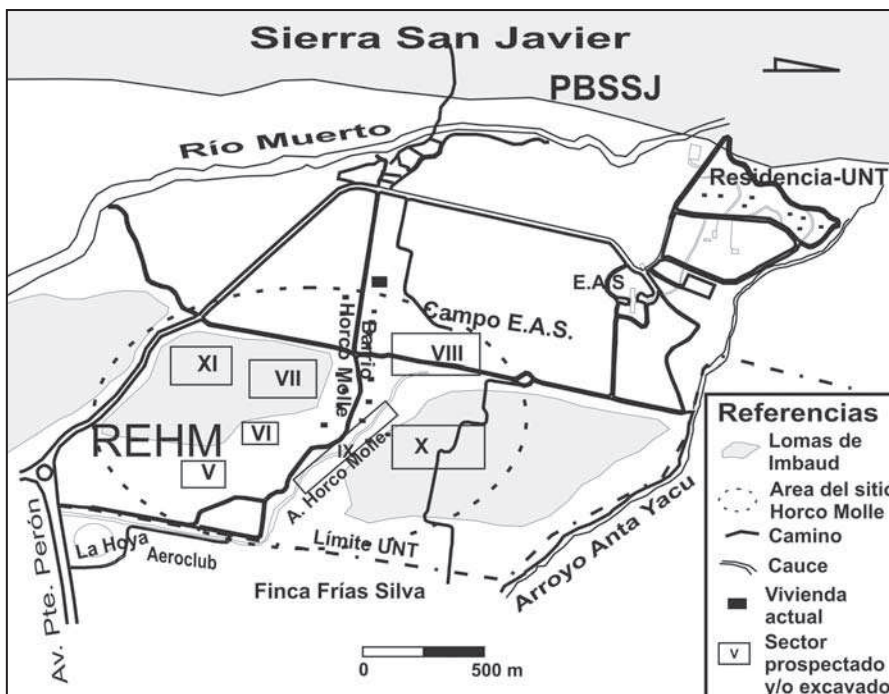 Sierra San Javier
PBSSJ
Río Muerto
Residencia-UNT
E.A.S
Campo E.A.S.
Barrio
Horco Molle
XI
VII
VIII
VI
V
IX
X
REHM
A. Horco Molle
La Hoya
Aeroclub
Límite UNT
Finca Frías Silva
Arroyo Anta Yacu
Av. Pte. Perón
0 500 m
Referencias
Lomas de
Imbaud
Area del sitio
Horco Molle
Camino
Cauce
Vivienda
actual
V
Sector
prospectado
y/o excavado